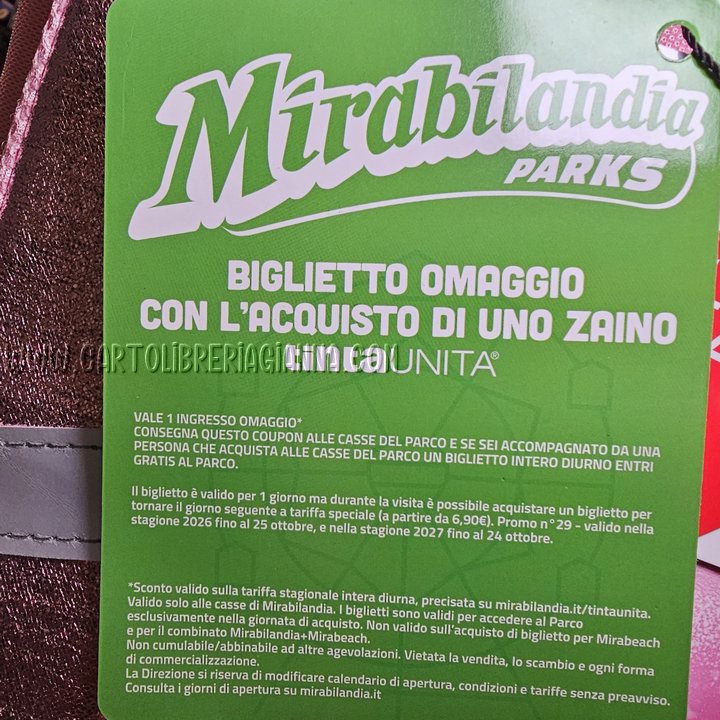 Mirabilandia
PARKS
BIGLIETTO OMAGGIO
CON L'ACQUISTO DI UNO ZAINO
UNITA®
WWW.CARTOLIBRERIAGIANNA.COM
VALE 1 INGRESSO OMAGGIO*
CONSEGNA QUESTO COUPON ALLE CASSE DEL PARCO E SE SEI ACCOMPAGNATO DA UNA
PERSONA CHE ACQUISTA ALLE CASSE DEL PARCO UN BIGLIETTO INTERO DIURNO ENTRI
GRATIS AL PARCO.
Il biglietto è valido per 1 giorno ma durante la visita è possibile acquistare un biglietto per
tornare il giorno seguente a tariffa speciale (a partire da 6,90€). Promo n°29 - valido nella
stagione 2026 fino al 25 ottobre, e nella stagione 2027 fino al 24 ottobre.
*Sconto valido sulla tariffa stagionale intera diurna, precisata su mirabilandia.it/tintaunita.
Valido solo alle casse di Mirabilandia. I biglietti sono validi per accedere al Parco
esclusivamente nella giornata di acquisto. Non valido sull'acquisto di biglietto per Mirabeach
e per il combinato Mirabilandia+Mirabeach.
Non cumulabile/abbinabile ad altre agevolazioni. Vietata la vendita, lo scambio e ogni forma
di commercializzazione.
La Direzione si riserva di modificare calendario di apertura, condizioni e tariffe senza preavviso.
Consulta i giorni di apertura su mirabilandia.it